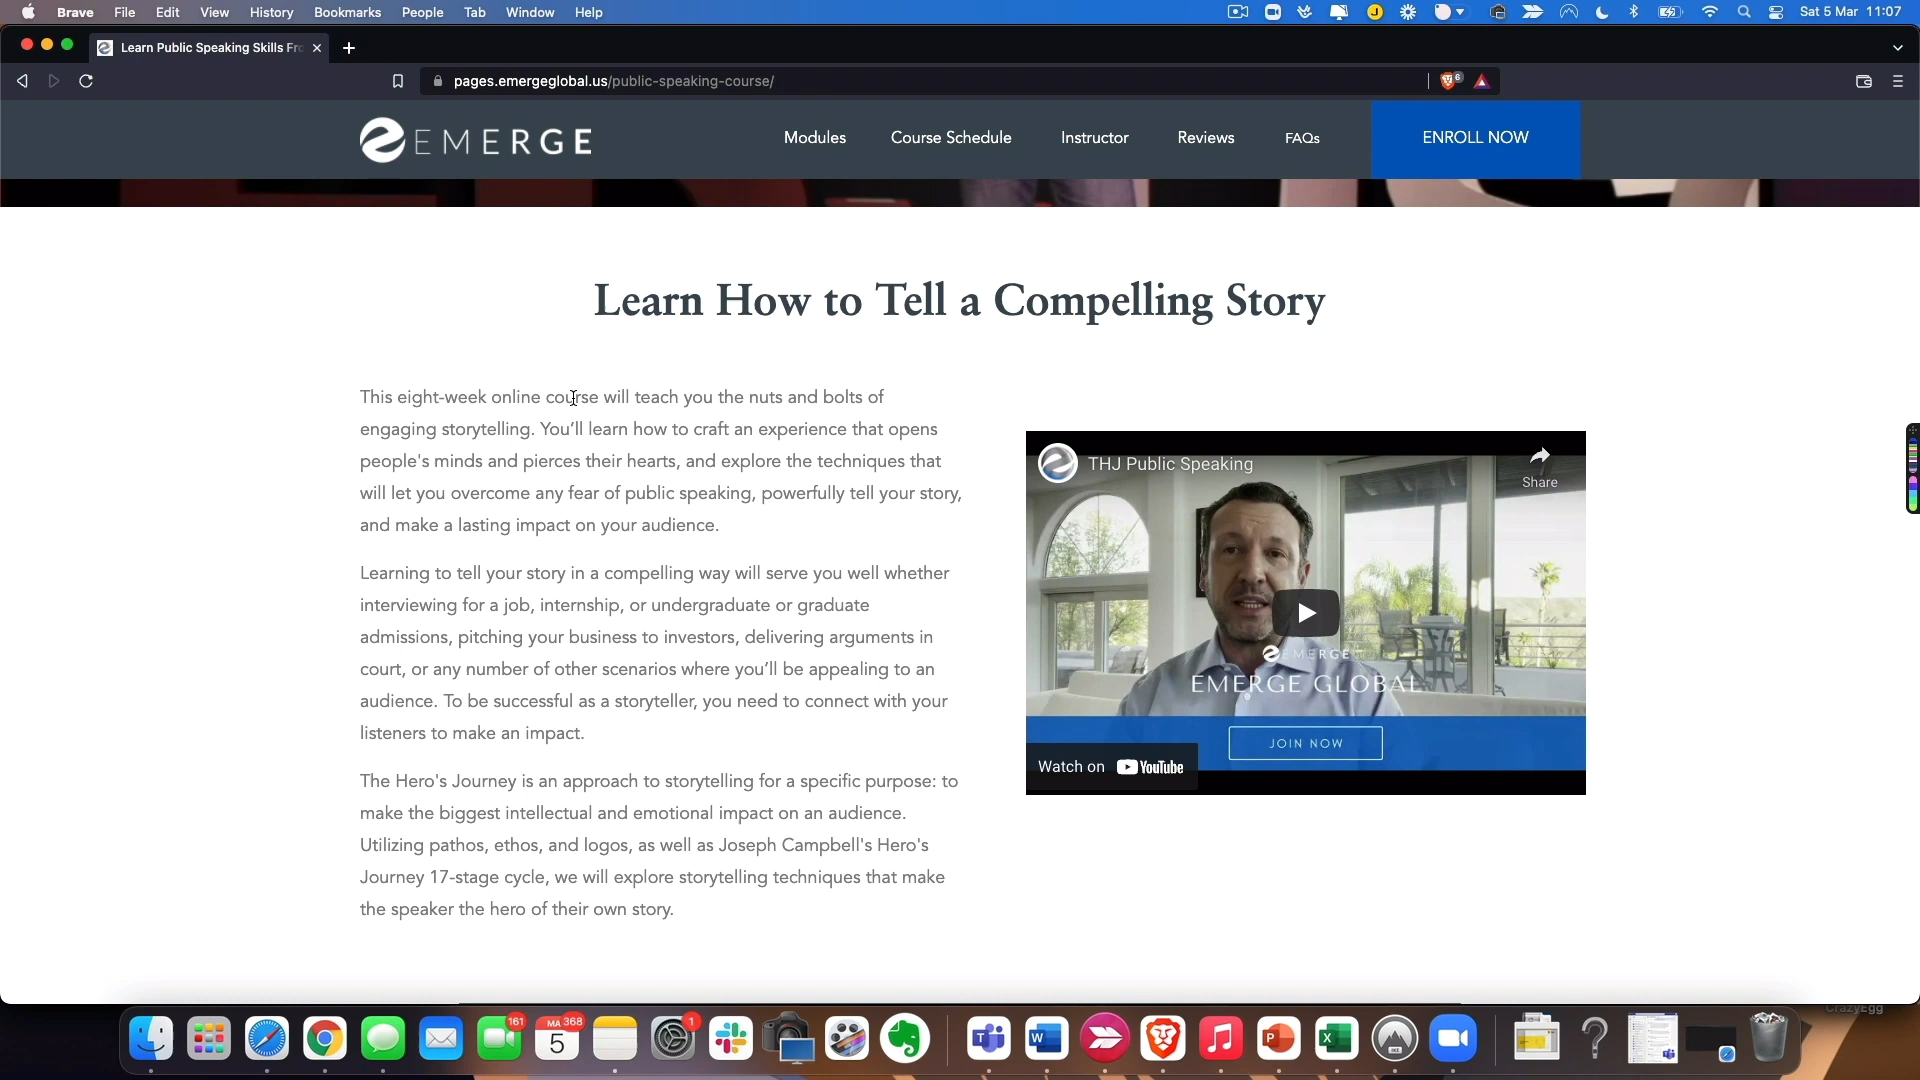 Brave File Edit View History Bookmarks People Tab Window Help
Sat 5 Mar 11:07
Learn Public Speaking Skills Fro
pages.emergeglobal.us/public-speaking-course/
6
EMERGE
Modules Course Schedule Instructor Reviews FAQs ENROLL NOW
Learn How to Tell a Compelling Story
This eight-week online course will teach you the nuts and bolts of
engaging storytelling. You'll learn how to craft an experience that opens
people's minds and pierces their hearts, and explore the techniques that
will let you overcome any fear of public speaking, powerfully tell your story,
and make a lasting impact on your audience.
Learning to tell your story in a compelling way will serve you well whether
interviewing for a job, internship, or undergraduate or graduate
admissions, pitching your business to investors, delivering arguments in
court, or any number of other scenarios where you'll be appealing to an
audience. To be successful as a storyteller, you need to connect with your
listeners to make an impact.
The Hero's Journey is an approach to storytelling for a specific purpose: to
make the biggest intellectual and emotional impact on an audience.
Utilizing pathos, ethos, and logos, as well as Joseph Campbell's Hero's
Journey 17-stage cycle, we will explore storytelling techniques that make
the speaker the hero of their own story.
THJ Public Speaking
Share
EMERGE
EMERGE GLOBAL
JOIN NOW
Watch on YouTube
CrazyEgg
161
MA 368
5
1